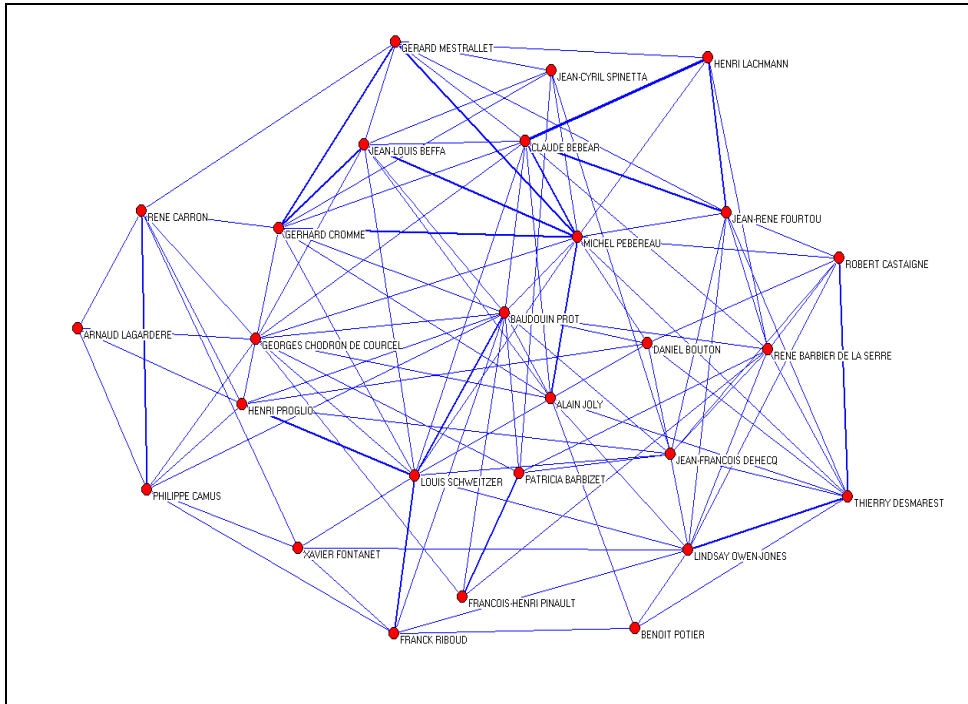 GERARD MESTRALLET
HENRI LACHMANN
JEAN-CYRIL SPINETTA
CLAUDE BEBEAR
JEAN-LOUIS BEFFA
RENE CARRON
JEAN-RENE FOURTOU
GERHARD CROMME
MICHEL PEBEREAU
ROBERT CASTAIGNE
BAUDOUIN PROT
ARNAUD LAGARDERE
GEORGES CHODRON DE COURCEL
DANIEL BOUTON
RENE BARBIER DE LA SERRE
HENRI PROGLIO
ALAIN JOLY
JEAN-FRANCOIS DEHECQ
LOUIS SCHWEITZER
PATRICIA BARBIZET
PHILIPPE CAMUS
THIERRY DESMAREST
XAVIER FONTANET
LINDSAY OWEN-JONES
FRANCOIS-HENRI PINAULT
FRANCK RIBOUD
BENOIT POTIER